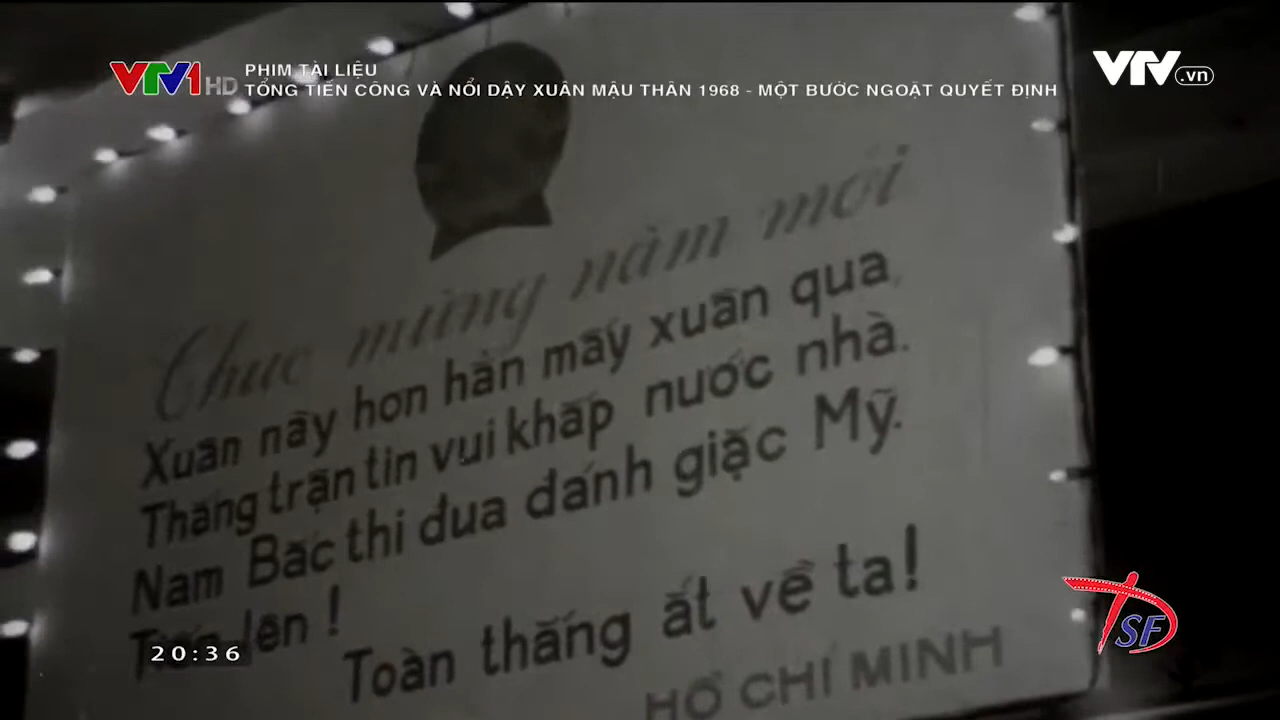 VTV1 HD
PHIM TÀI LIỆU
TỔNG TIẾN CÔNG VÀ NỔI DẬY XUÂN MẬU THÂN 1968 - MỘT BƯỚC NGOẶT QUYẾT ĐỊNH
VTV.vn
Chúc mừng năm mới
Xuân này hơn hẳn mấy xuân qua,
Thắng trận tin vui khắp nước nhà.
Nam Bắc thi đua đánh giặc Mỹ.
Tiến lên !
Toàn thắng ắt về ta!
HỒ CHÍ MINH
20:36
TSF